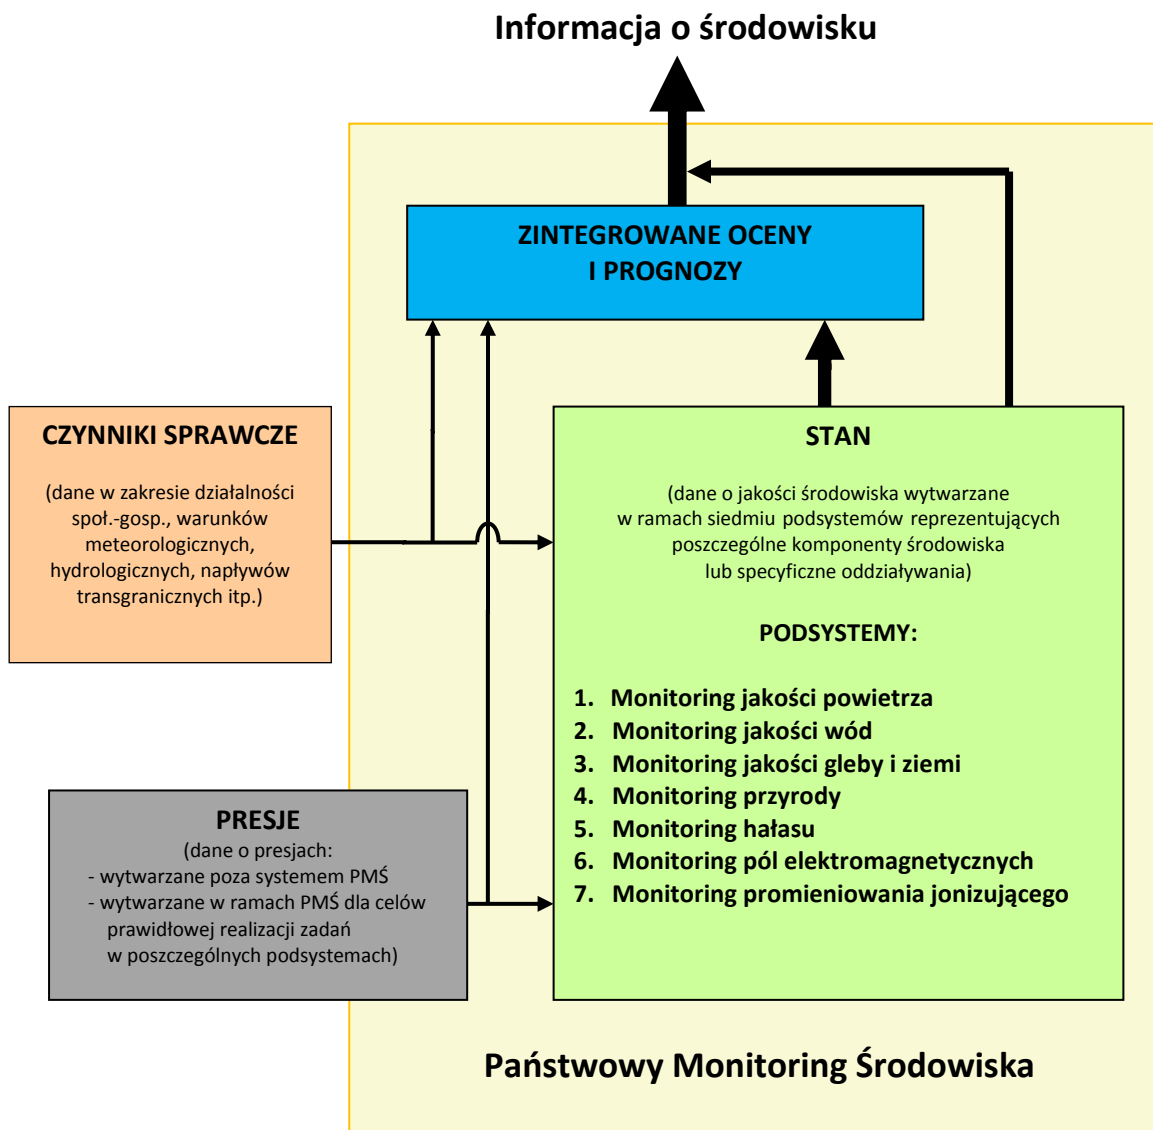 Informacja o środowisku
ZINTEGROWANE OCENY
I PROGNOZY
CZYNNIKI SPRAWCZE
(dane w zakresie działalności
społ.-gosp., warunków
meteorologicznych,
hydrologicznych, napływów
transgranicznych itp.)
STAN
(dane o jakości środowiska wytwarzane
w ramach siedmiu podsystemów reprezentujących
poszczególne komponenty środowiska
lub specyficzne oddziaływania)
PODSYSTEMY:
1. Monitoring jakości powietrza
2. Monitoring jakości wód
3. Monitoring jakości gleby i ziemi
4. Monitoring przyrody
5. Monitoring hałasu
6. Monitoring pól elektromagnetycznych
7. Monitoring promieniowania jonizującego
PRESJE
(dane o presjach:
- wytwarzane poza systemem PMŚ
- wytwarzane w ramach PMŚ dla celów
prawidłowej realizacji zadań
w poszczególnych podsystemach)
Państwowy Monitoring Środowiska